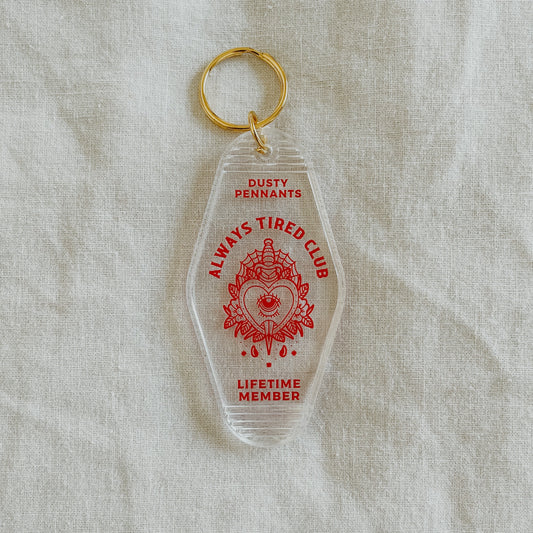 DUSTY
PENNANTS
ALWAYS TIRED CLUB
LIFETIME
MEMBER